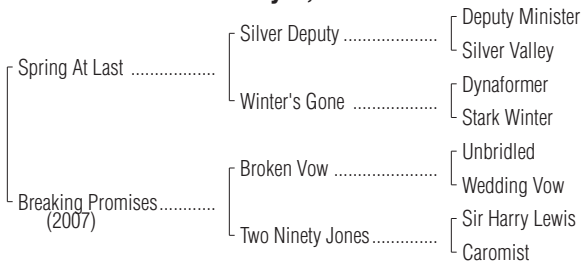 Deputy Minister
Silver Deputy ....................
Silver Valley
Spring At Last ..................
Dynaformer
Winter's Gone ..................
Stark Winter
Unbridled
Broken Vow ......................
Wedding Vow
Breaking Promises............
(2007)
Sir Harry Lewis
Two Ninety Jones..............
Caromist